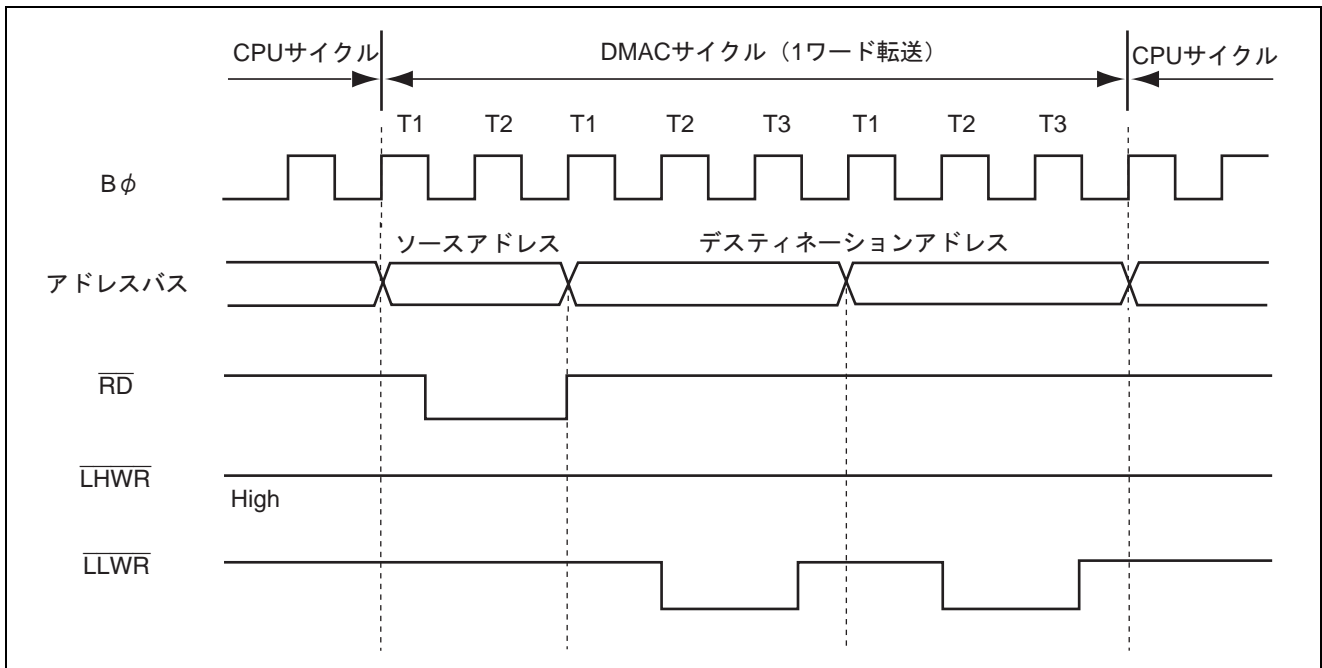 CPUサイクル DMACサイクル（1ワード転送） CPUサイクル
T1 T2 T1 T2 T3 T1 T2 T3
Bφ
ソースアドレス デスティネーションアドレス
アドレスバス
RD
LHWR
High
LLWR